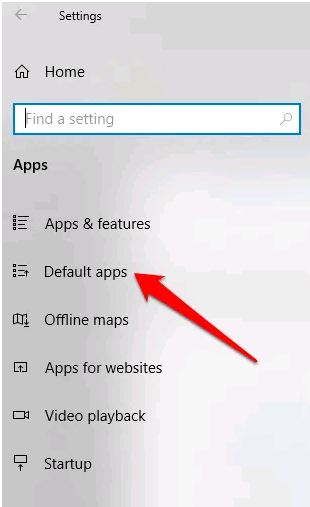 Settings
Home
Find a setting
Apps
Apps & features
Default apps
Offline maps
Apps for websites
Video playback
Startup